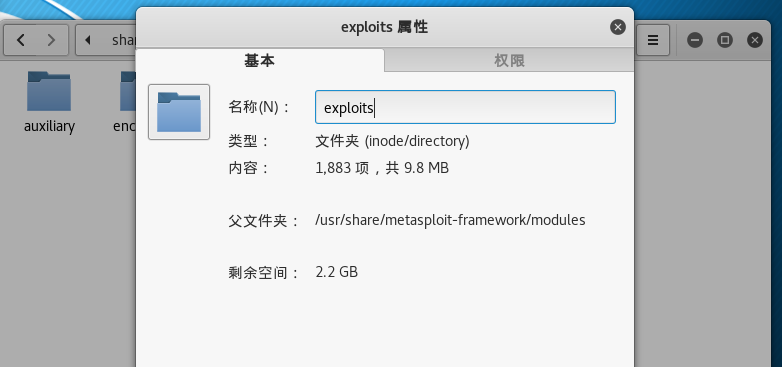 exploits 属性
sha
基本
权限
auxiliary
enc
名称(N)：
exploits
类型：
文件夹 (inode/directory)
内容：
1,883 项，共 9.8 MB
父文件夹：
/usr/share/metasploit-framework/modules
剩余空间：
2.2 GB